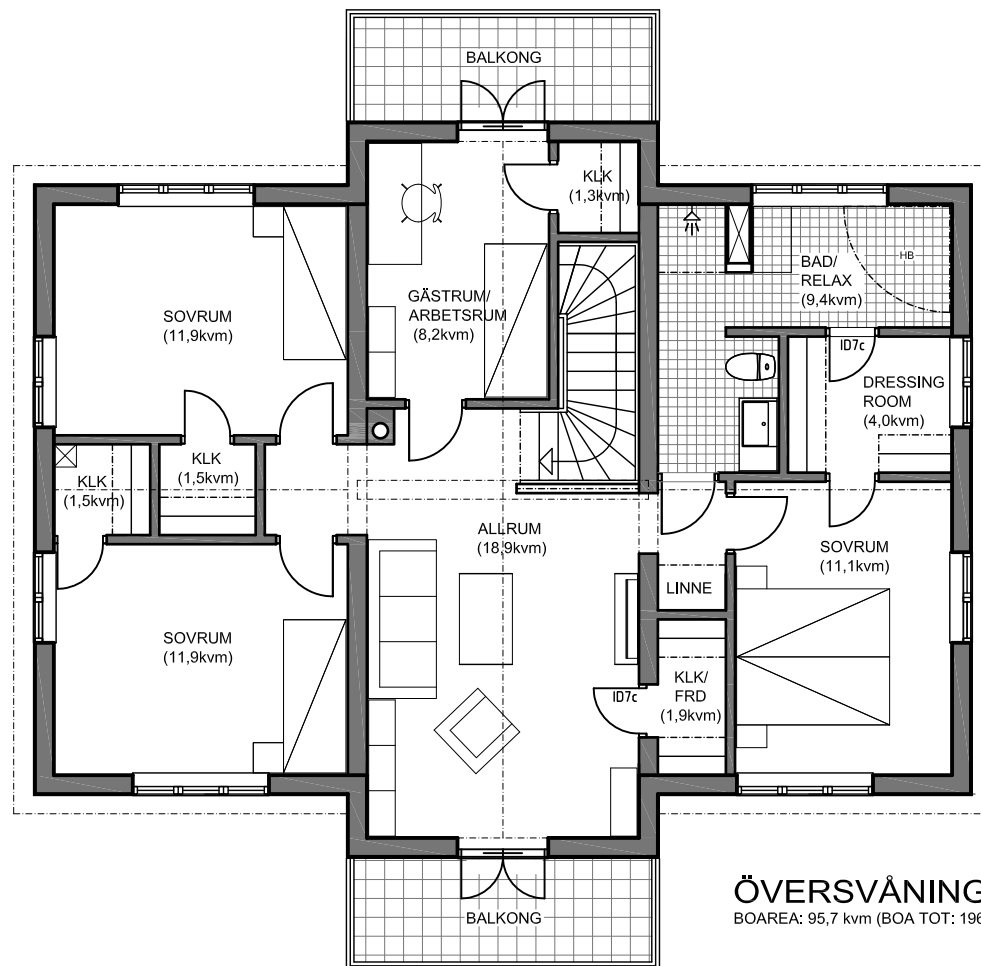 BALKONG
KLK
(1,3kvm)
BAD/
RELAX
(9,4kvm)
HB
GÄSTRUM/
ARBETSRUM
(8,2kvm)
SOVRUM
(11,9kvm)
ID7c
DRESSING
ROOM
(4,0kvm)
KLK
(1,5kvm)
KLK
(1,5kvm)
ALLRUM
(18,9kvm)
SOVRUM
(11,1kvm)
LINNE
SOVRUM
(11,9kvm)
KLK/
FRD
(1,9kvm)
ID7c
BALKONG
ÖVERSVÅNING
BOAREA: 95,7 kvm (BOA TOT: 196